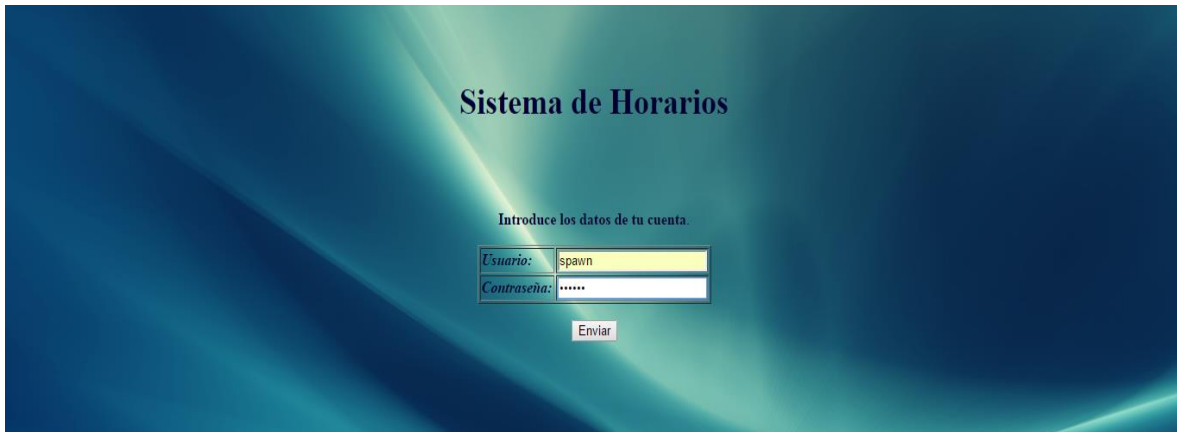 Sistema de Horarios
Introduce los datos de tu cuenta.
Usuario: spawn
Contraseña: ••••••
Enviar